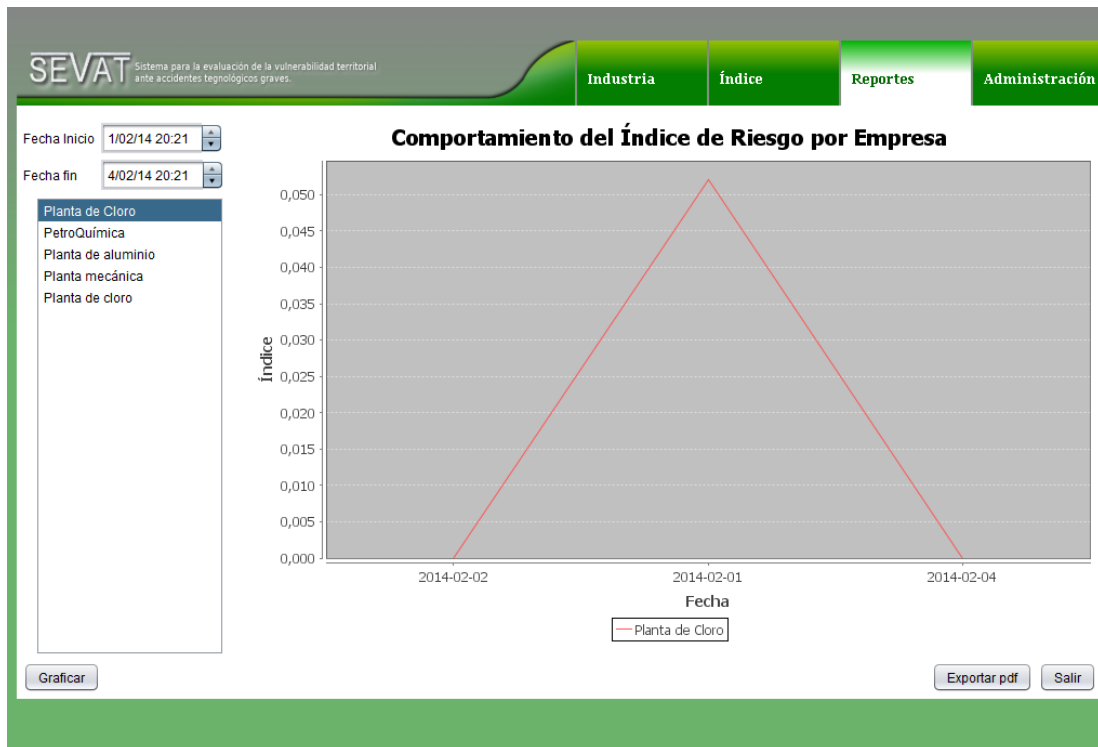 SEVAT
Sistema para la evaluación de la vulnerabilidad territorial
ante accidentes tegnológicos graves.
Industria
Índice
Reportes
Administración
Fecha Inicio 1/02/14 20:21
Fecha fin 4/02/14 20:21
Planta de Cloro
PetroQuímica
Planta de aluminio
Planta mecánica
Planta de cloro
Comportamiento del Índice de Riesgo por Empresa
Índice
0,050
0,045
0,040
0,035
0,030
0,025
0,020
0,015
0,010
0,005
0,000
2014-02-02
2014-02-01
2014-02-04
Fecha
Planta de Cloro
Graficar
Exportar pdf
Salir